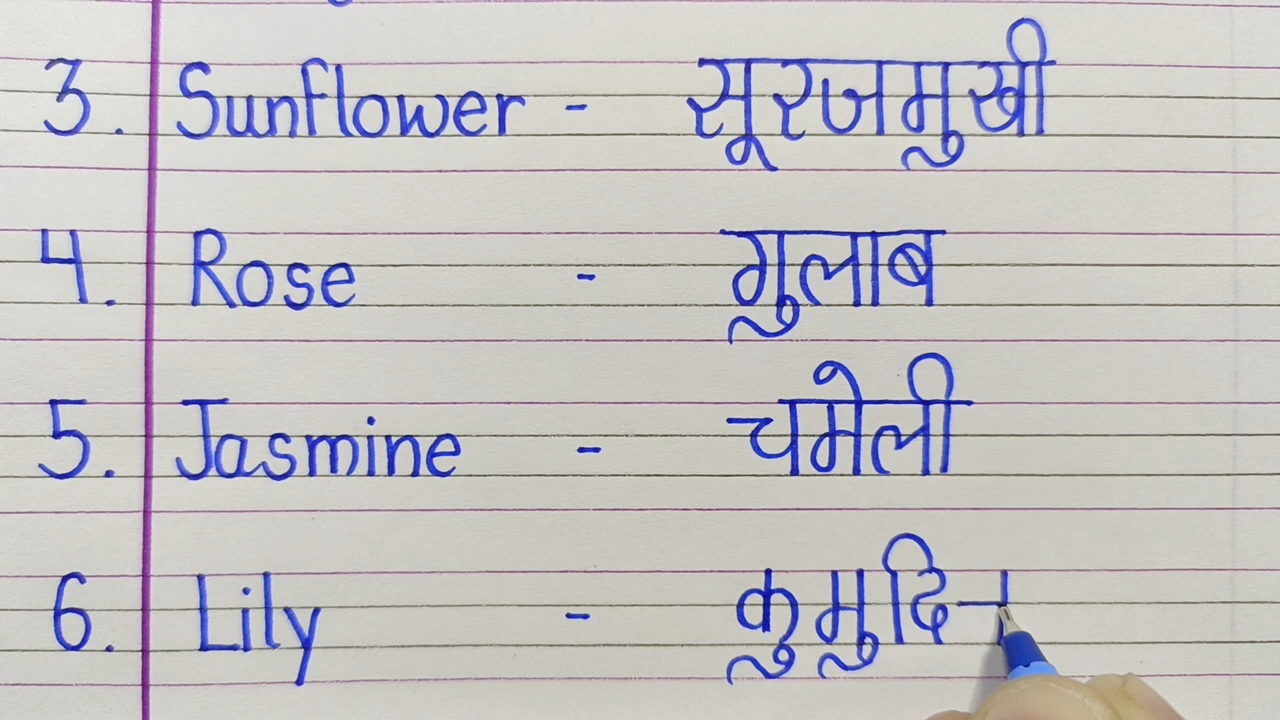 3. Sunflower - सूरजमुखी
4. Rose - गुलाब
5. Jasmine - चमेली
6. Lily - कुमुदिन